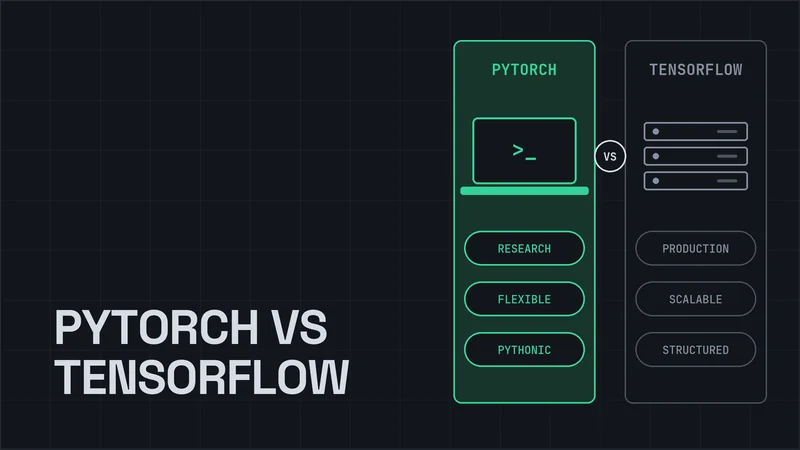 PYTORCH VS
TENSORFLOW
PYTORCH
>_
RESEARCH
FLEXIBLE
PYTHONIC
VS
TENSORFLOW
PRODUCTION
SCALABLE
STRUCTURED